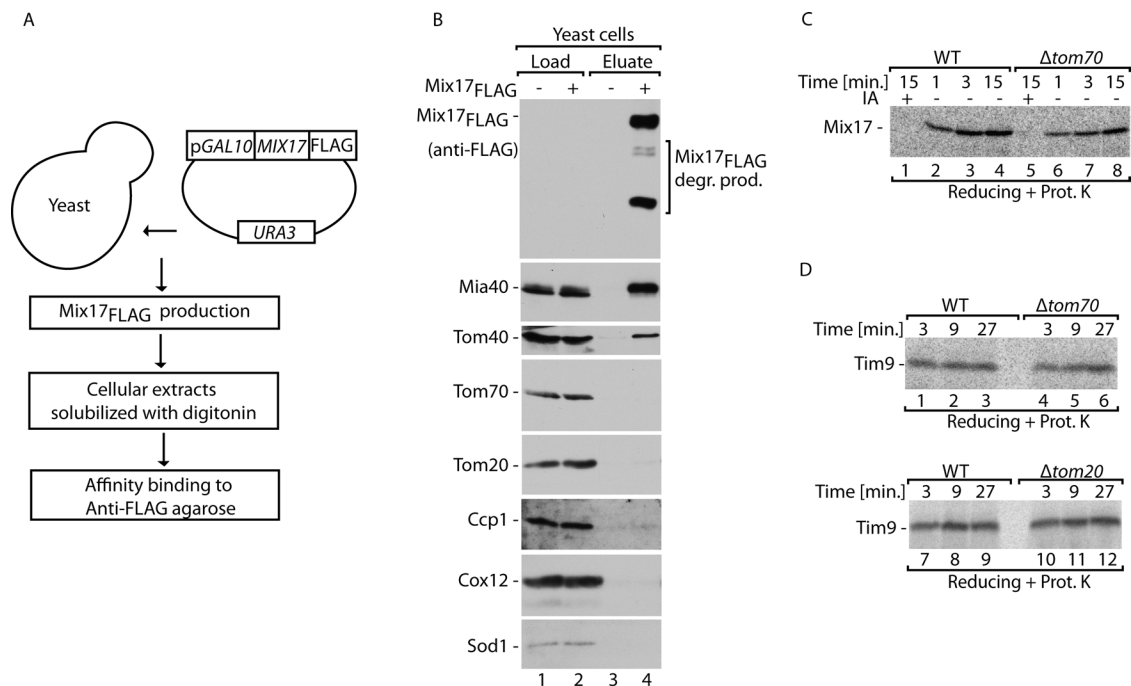 A
pGAL10 MIX17 FLAG
Yeast
URA3
Mix17FLAG production
Cellular extracts
solubilized with digitonin
Affinity binding to
Anti-FLAG agarose
B
Yeast cells
Load Eluate
Mix17FLAG - + - +
Mix17FLAG -
(anti-FLAG)
Mix17FLAG
degr. prod.
Mia40 -
Tom40 -
Tom70 -
Tom20 -
Ccp1 -
Cox12 -
Sod1 -
1 2 3 4
C
WT Δtom70
Time [min.] 15 1 3 15 15 1 3 15
IA + - - - + - - -
Mix17 -
1 2 3 4 5 6 7 8
Reducing + Prot. K
D
WT Δtom70
Time [min.] 3 9 27 3 9 27
Tim9 -
1 2 3 4 5 6
Reducing + Prot. K
WT Δtom20
Time [min.] 3 9 27 3 9 27
Tim9 -
7 8 9 10 11 12
Reducing + Prot. K